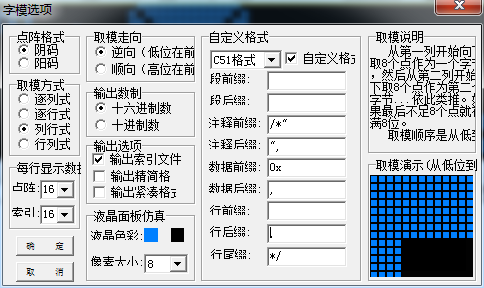 字模选项
点阵格式
阴码
阳码
取模方式
逐列式
逐行式
列行式
行列式
每行显示数据
点阵: 16
索引: 16
确 定
取 消
取模走向
逆向（低位在前
顺向（高位在前
输出数制
十六进制数
十进制数
输出选项
输出索引文件
输出精简格
输出紧凑格式
液晶面板仿真
液晶色彩:
像素大小: 8
自定义格式
C51格式 自定义格式
段前缀:
段后缀:
注释前缀: /*"
注释后缀: ",
数据前缀: 0x
数据后缀: ,
行前缀:
行后缀:
行尾缀: */
取模说明
从第一列开始向下
取8个点作为一个字节
，然后从第二列开始向
下取8个点作为第二个
字节...依此类推。如
果最后不足8个点就补
满8位。
取模顺序是从低到
取模演示(从低位到